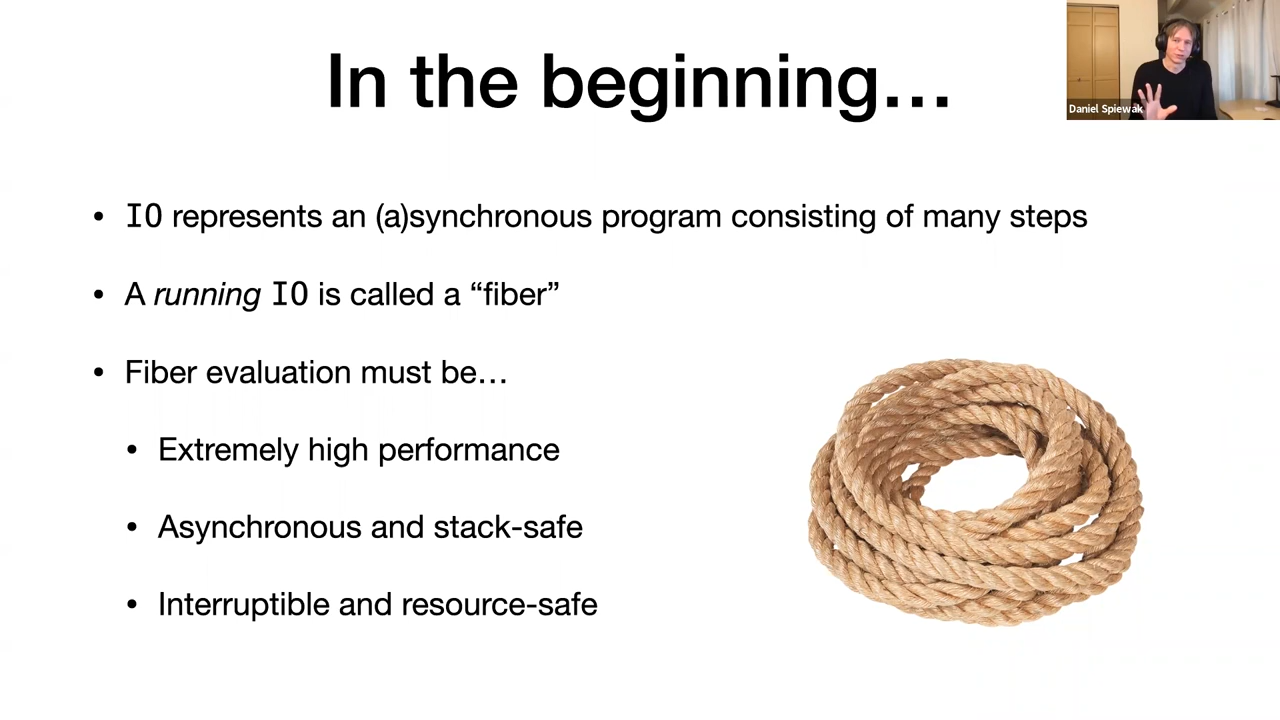 In the beginning…
Daniel Spiewak
• IO represents an (a)synchronous program consisting of many steps
• A running IO is called a “fiber”
• Fiber evaluation must be…
• Extremely high performance
• Asynchronous and stack-safe
• Interruptible and resource-safe